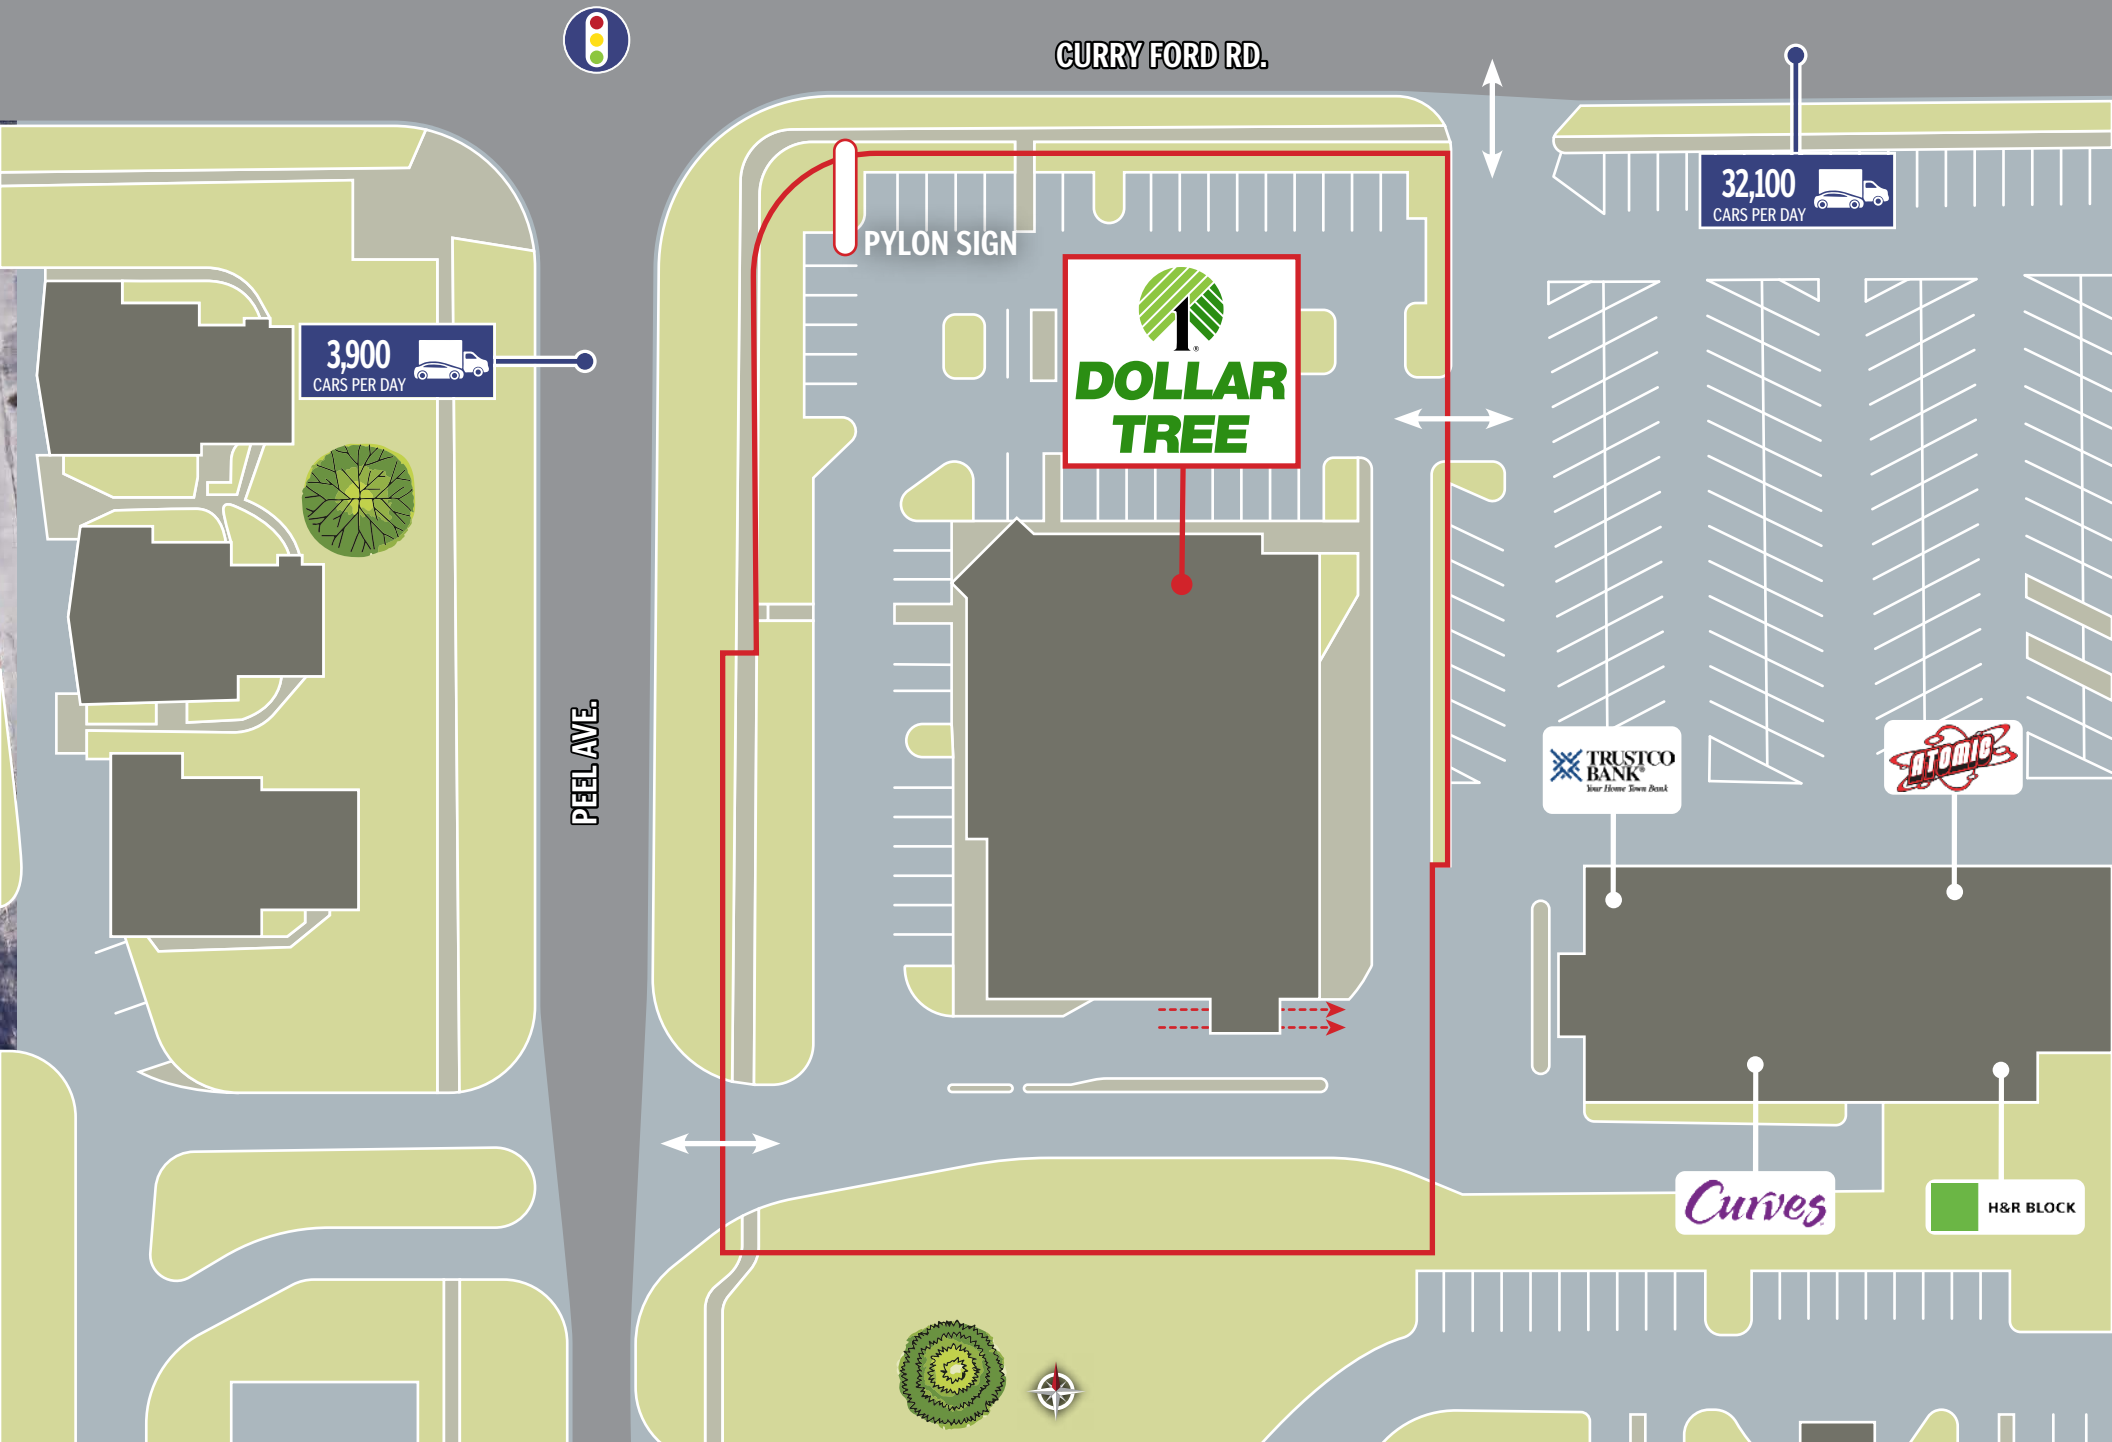 CURRY FORD RD.
32,100
CARS PER DAY
PYLON SIGN
1
DOLLAR
TREE
3,900
CARS PER DAY
PEEL AVE.
TRUSTCO
BANK®
Your Home Town Bank
ATOMIC
Curves
H&R BLOCK